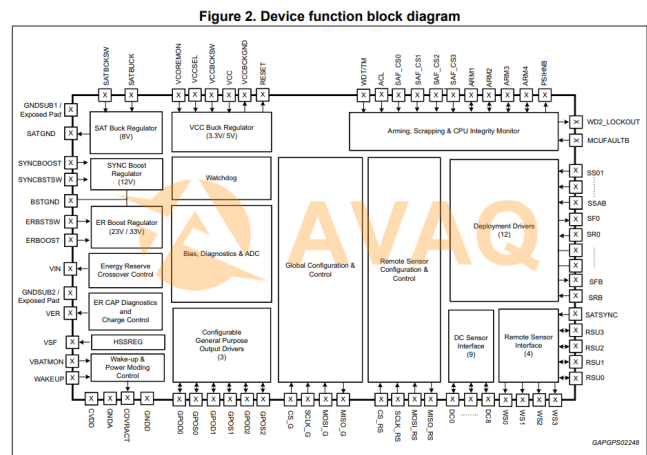 Figure 2. Device function block diagram
SATBCKSW
SATBUCK
VCOREMON
VCCSEL
VCCBCKSW
VCC
VCCBCKGND
RESET
WDT/TM
ACL
SAF_CS0
SAF_CS1
SAF_CS2
SAF_CS3
ARM1
ARM2
ARM3
ARM4
PSIHNB
GNDSUB1 /
Exposed Pad
SATGND
SYNCBOOST
SYNCBSTSW
BSTGND
ERBSTSW
ERBOOST
VIN
GNDSUB2 /
Exposed Pad
VER
VSF
VBATMON
WAKEUP
SAT Buck Regulator
(8V)
SYNC Boost
Regulator
(12V)
ER Boost Regulator
(23V / 33V)
Energy Reserve
Crossover Control
ER CAP Diagnostics
and
Charge Control
HSSREG
Wake-up &
Power Moding
Control
VCC Buck Regulator
(3.3V/ 5V)
Watchdog
Bias, Diagnostics & ADC
Configurable
General Purpose
Output Drivers
(3)
Arming, Scrapping & CPU Integrity Monitor
Global Configuration &
Control
Remote Sensor
Configuration &
Control
Deployment Drivers
(12)
DC Sensor
Interface
(9)
Remote Sensor
Interface
(4)
AVAQ
WD2_LOCKOUT
MCUFAULTB
SS01
SSAB
SF0
SR0
SFB
SRB
SATSYNC
RSU3
RSU2
RSU1
RSU0
CVDD
GNDA
COVRACT
GNDD
GPOD0
GPOS0
GPOD1
GPOS1
GPOD2
GPOS2
CS_G
SCLK_G
MOSI_G
MISO_G
CS_RS
SCLK_RS
MOSI_RS
MISO_RS
DC0
DC8
WS0
WS1
WS2
WS3
GAPGPS02248